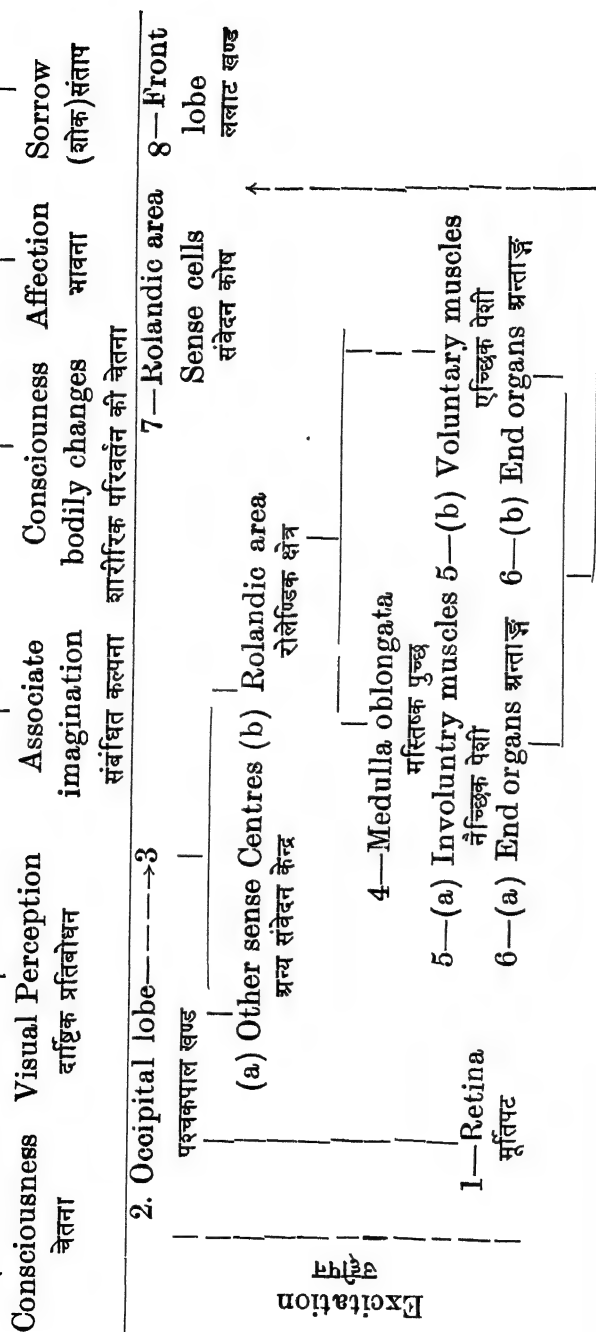 Consciousness Visual Perception Associate Consciouness Affection Sorrow
चेतना दार्ष्टिक प्रतिबोधन imagination bodily changes भावना (शोक)संताप
संबंधित कल्पना शारीरिक परिवर्तन की चेतना
2. Occipital lobe------→3 7—Rolandic area 8—Front
पश्चकपाल खण्ड Sense cells lobe
संवेदन कोष ललाट खण्ड
(a) Other sense Centres (b) Rolandic area
अन्य संवेदन केन्द्र रोलेण्डिक क्षेत्र
4—Medulla oblongata
मस्तिष्क पुच्छ
5—(a) Involuntry muscles 5—(b) Voluntary muscles
नैच्छिक पेशी एच्छिक पेशी
1—Retina 6—(a) End organs अन्ताङ्ग 6—(b) End organs अन्ताङ्ग
मूर्तिपट
Excitation
उद्दीपन